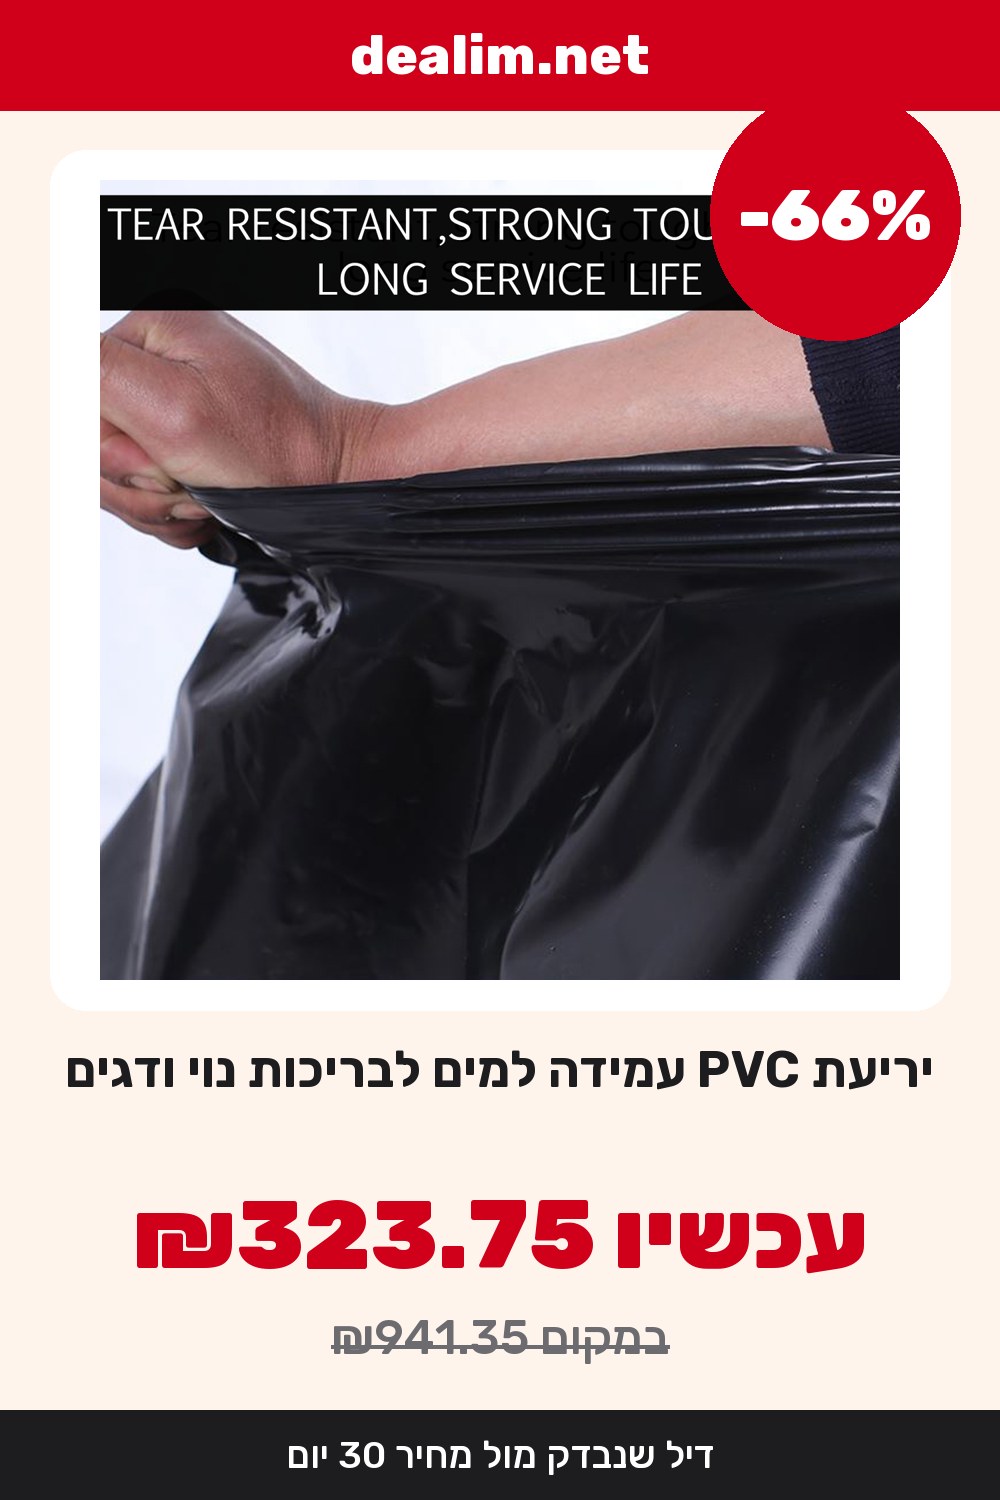 dealim.net
-66%
TEAR RESISTANT,STRONG TOU
LONG SERVICE LIFE
יריעת PVC עמידה למים לבריכות נוי ודגים
עכשיו ₪323.75
במקום ₪941.35
דיל שנבדק מול מחיר 30 יום